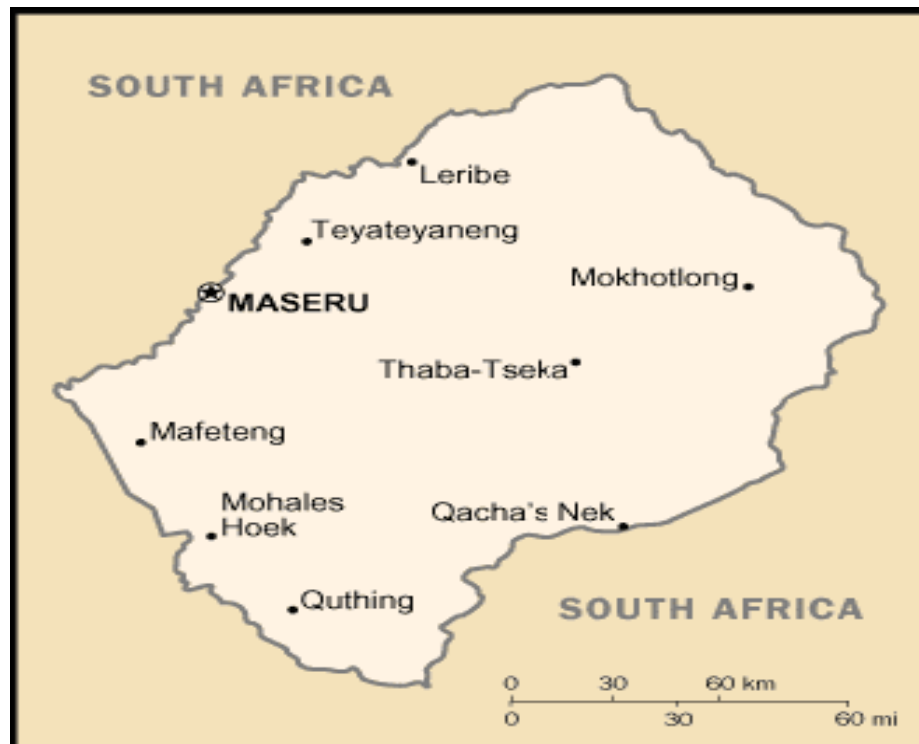 SOUTH AFRICA
Leribe
Teyateyaneng
Mokhotlong
MASERU
Thaba-Tseka
Mafeteng
Mohales
Hoek
Qacha's Nek
Quthing
SOUTH AFRICA
0 30 60 km
0 30 60 mi